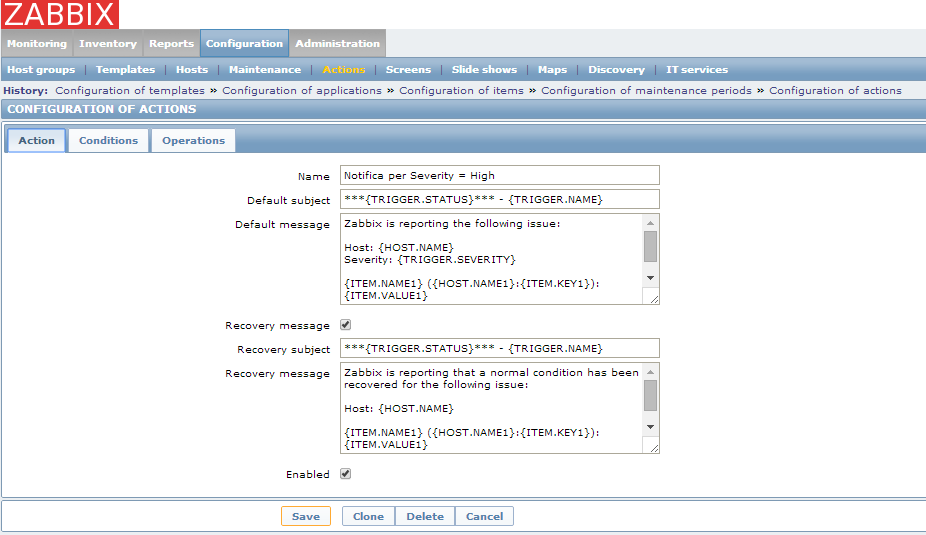 ZABBIX
Monitoring Inventory Reports Configuration Administration
Host groups | Templates | Hosts | Maintenance | Actions | Screens | Slide shows | Maps | Discovery | IT services
History: Configuration of templates » Configuration of applications » Configuration of items » Configuration of maintenance periods » Configuration of actions
CONFIGURATION OF ACTIONS
Action Conditions Operations
Name Notifica per Severity = High
Default subject ***{TRIGGER.STATUS}*** - {TRIGGER.NAME}
Default message Zabbix is reporting the following issue:
Host: {HOST.NAME}
Severity: {TRIGGER.SEVERITY}
{ITEM.NAME1} ({HOST.NAME1}:{ITEM.KEY1}):
{ITEM.VALUE1}
Recovery message
Recovery subject ***{TRIGGER.STATUS}*** - {TRIGGER.NAME}
Recovery message Zabbix is reporting that a normal condition has been
recovered for the following issue:
Host: {HOST.NAME}
{ITEM.NAME1} ({HOST.NAME1}:{ITEM.KEY1}):
{ITEM.VALUE1}
Enabled
Save Clone Delete Cancel